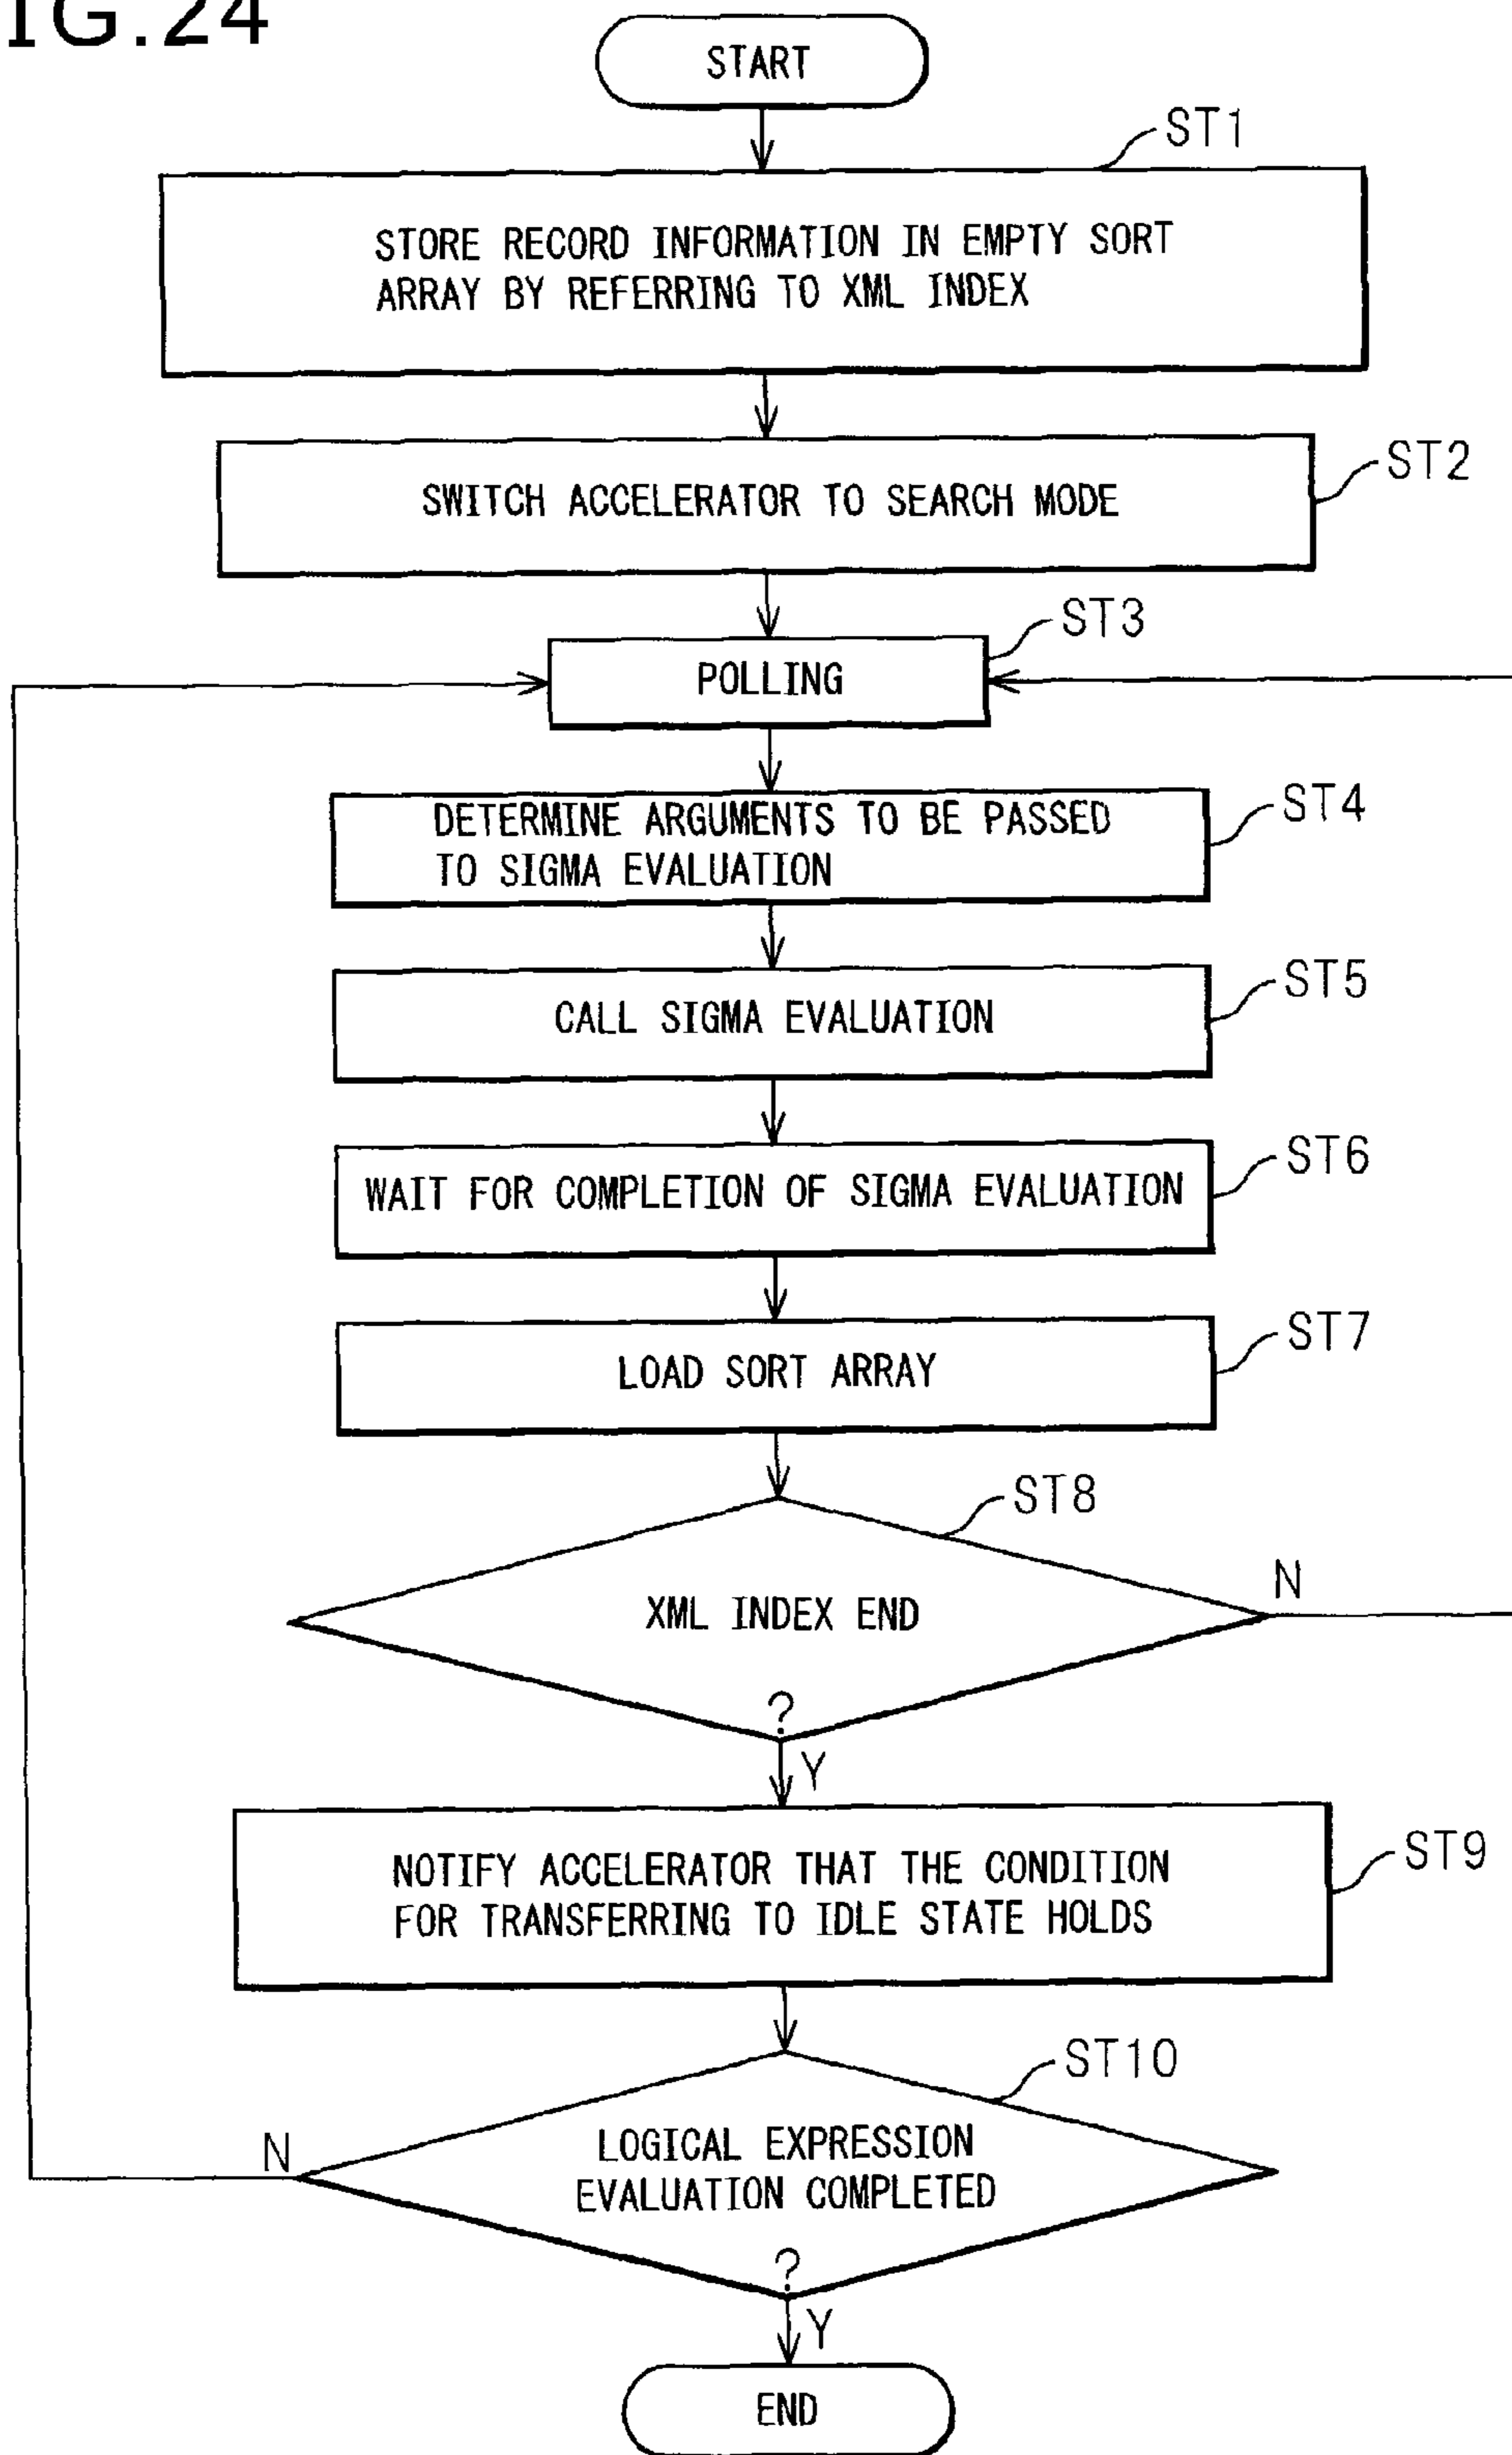 IG.24
START
ST1
STORE RECORD INFORMATION IN EMPTY SORT
ARRAY BY REFERRING TO XML INDEX
ST2
SWITCH ACCELERATOR TO SEARCH MODE
ST3
POLLING
ST4
DETERMINE ARGUMENTS TO BE PASSED
TO SIGMA EVALUATION
ST5
CALL SIGMA EVALUATION
ST6
WAIT FOR COMPLETION OF SIGMA EVALUATION
ST7
LOAD SORT ARRAY
ST8
XML INDEX END
?
N
Y
ST9
NOTIFY ACCELERATOR THAT THE CONDITION
FOR TRANSFERRING TO IDLE STATE HOLDS
ST10
LOGICAL EXPRESSION
EVALUATION COMPLETED
?
N
Y
END